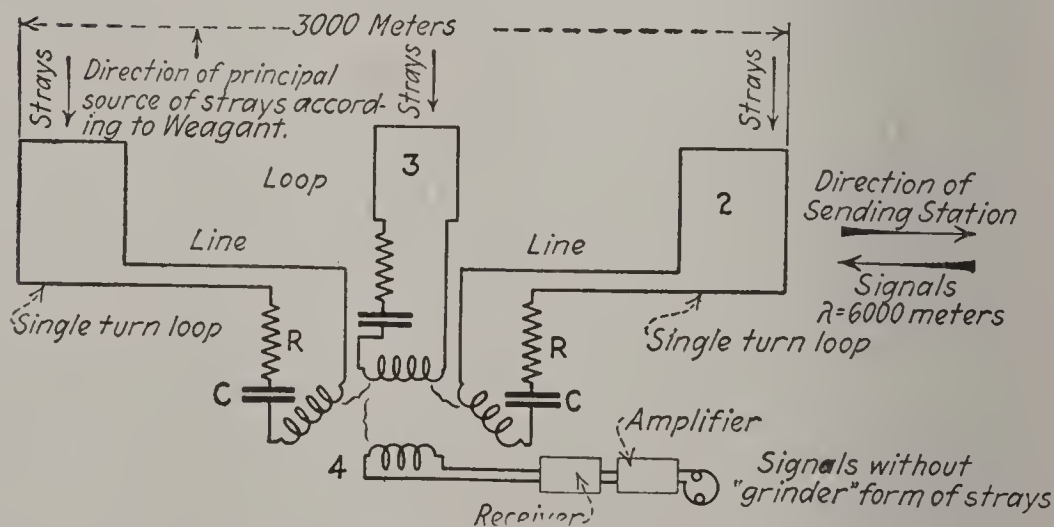 3000 Meters
Strays
Direction of principal
source of strays accord-
ing to Weagant.
Strays
Strays
Loop
3
2
Direction of
Sending Station
Line
Line
Signals
λ=6000 meters
Single turn loop
Single turn loop
R
R
C
C
Amplifier
4
Signals without
"grinder" form of strays
Receiver